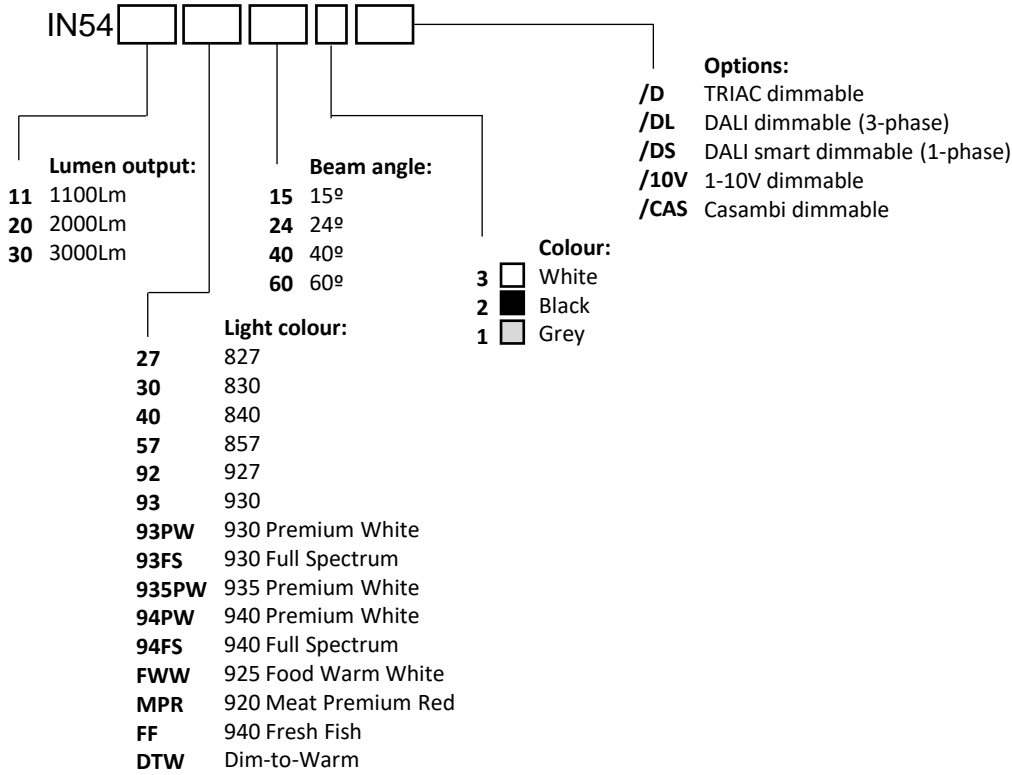 IN54
Options:
/D TRIAC dimmable
/DL DALI dimmable (3-phase)
/DS DALI smart dimmable (1-phase)
/10V 1-10V dimmable
/CAS Casambi dimmable
Lumen output:
11 1100Lm
20 2000Lm
30 3000Lm
Beam angle:
15 15º
24 24º
40 40º
60 60º
Colour:
3 White
2 Black
1 Grey
Light colour:
27 827
30 830
40 840
57 857
92 927
93 930
93PW 930 Premium White
93FS 930 Full Spectrum
935PW 935 Premium White
94PW 940 Premium White
94FS 940 Full Spectrum
FWW 925 Food Warm White
MPR 920 Meat Premium Red
FF 940 Fresh Fish
DTW Dim-to-Warm